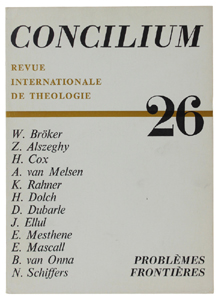 CONCILIUM
REVUE
INTERNATIONALE
DE THEOLOGIE
26
W. Bröker
Z. Alszeghy
H. Cox
A. van Melsen
K. Rahner
H. Dolch
D. Dubarle
J. Ellul
E. Mesthene
E. Mascall
B. van Onna
N. Schiffers
PROBLÈMES
FRONTIÈRES